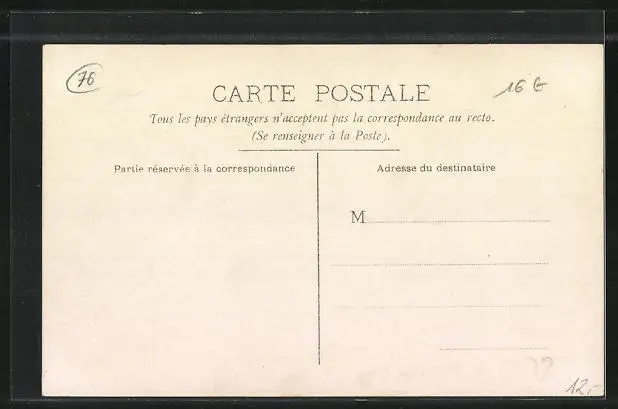 76
16 €
CARTE POSTALE
Tous les pays étrangers n'acceptent pas la correspondance au recto.
(Se renseigner à la Poste).
Partie réservée à la correspondance
Adresse du destinataire
M
12,-